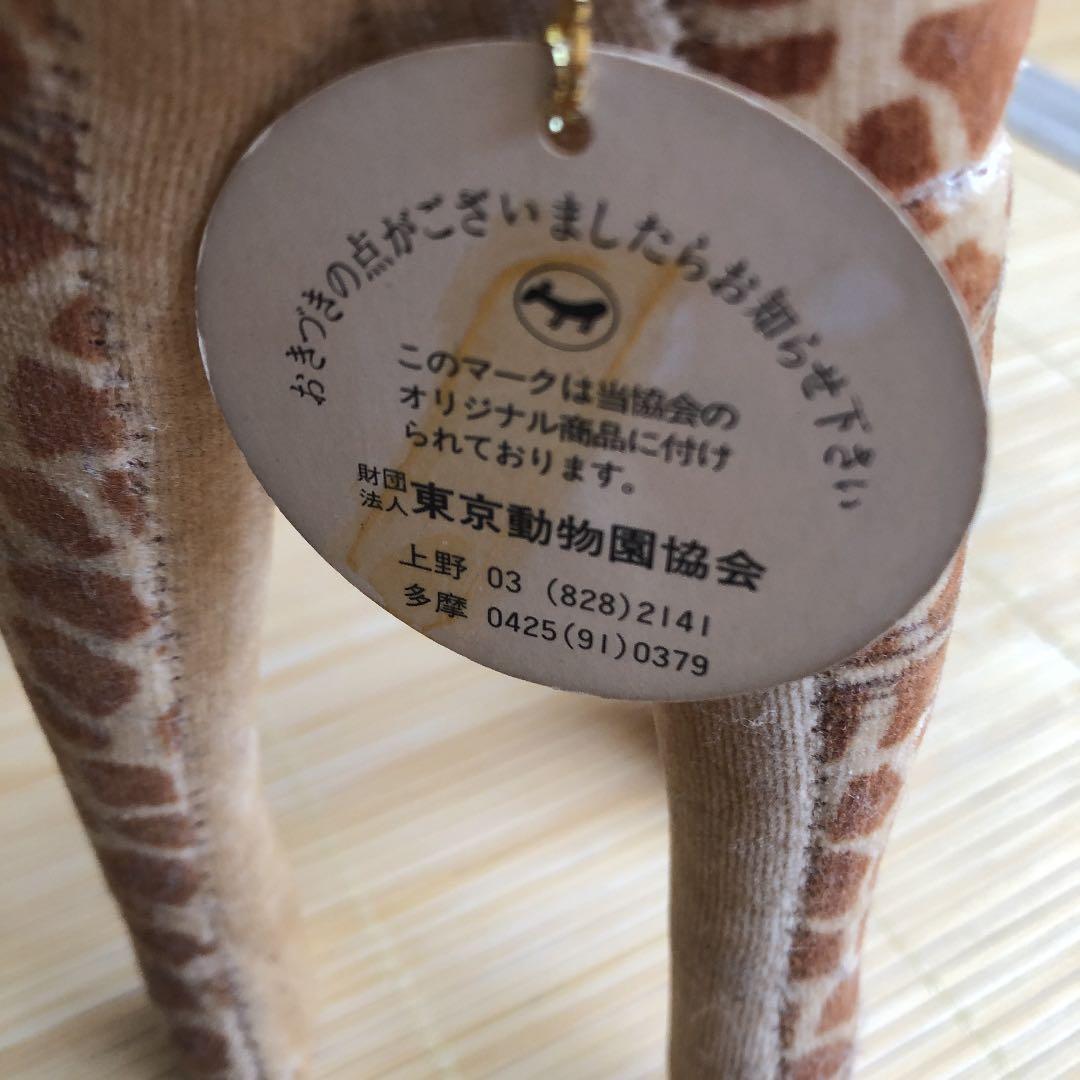 おきづきの点がございましたらお知らせ下さい
このマークは当協会の
オリジナル商品に付け
られております。
財団法人東京動物園協会
上野 03 (828)2141
多摩 0425(91)0379